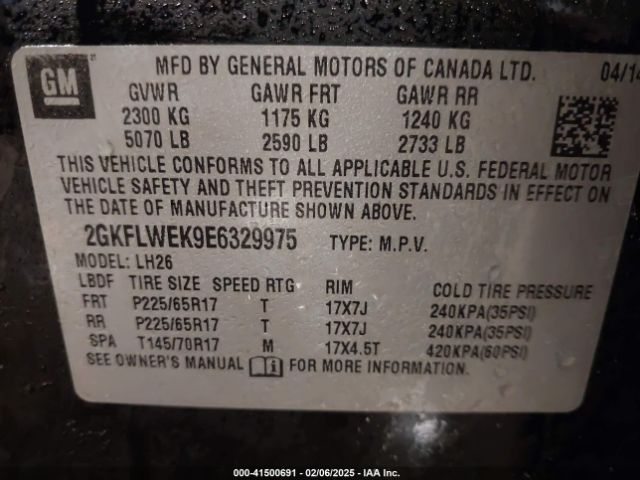 GM
MFD BY GENERAL MOTORS OF CANADA LTD. 04/14
GVWR GAWR FRT GAWR RR
2300 KG 1175 KG 1240 KG
5070 LB 2590 LB 2733 LB
THIS VEHICLE CONFORMS TO ALL APPLICABLE U.S. FEDERAL MOTOR
VEHICLE SAFETY AND THEFT PREVENTION STANDARDS IN EFFECT ON
THE DATE OF MANUFACTURE SHOWN ABOVE.
2GKFLWEK9E6329975 TYPE: M.P.V.
MODEL: LH26
LBDF TIRE SIZE SPEED RTG RIM COLD TIRE PRESSURE
FRT P225/65R17 T 17X7J 240KPA(35PSI)
RR P225/65R17 T 17X7J 240KPA(35PSI)
SPA T145/70R17 M 17X4.5T 420KPA(60PSI)
SEE OWNER'S MANUAL FOR MORE INFORMATION.
000-41500691 - 02/06/2025 - IAA Inc.